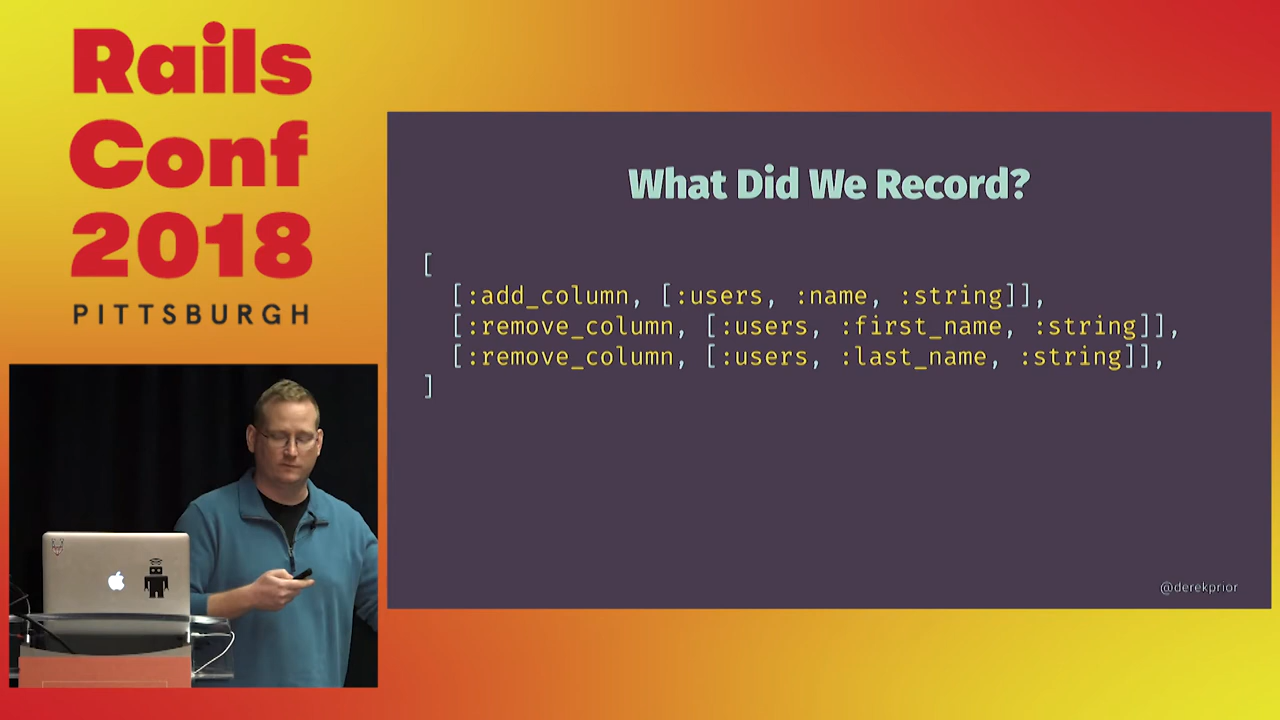 Rails
Conf
2018
PITTSBURGH
What Did We Record?
[
  [:add_column, [:users, :name, :string]],
  [:remove_column, [:users, :first_name, :string]],
  [:remove_column, [:users, :last_name, :string]],
]
@derekprior